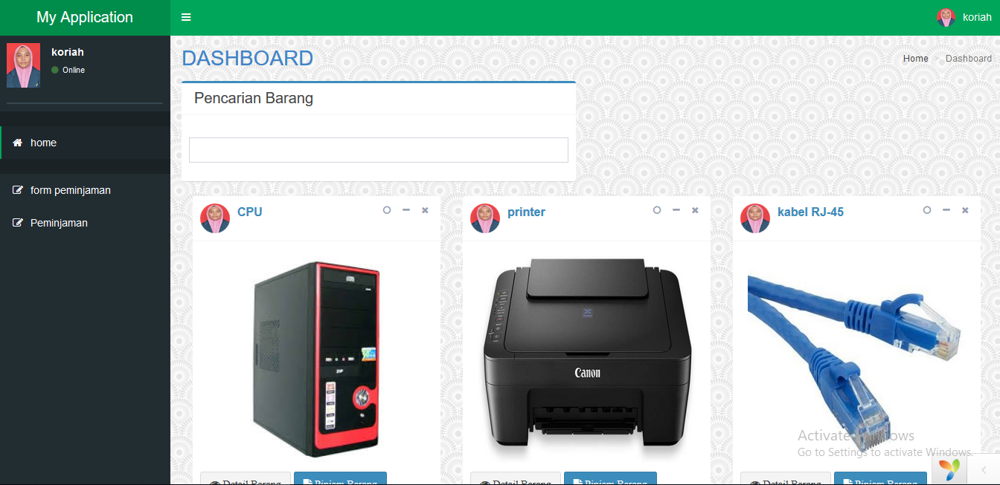 My Application
koriah
koriah
Online
home
form peminjaman
Peminjaman
DASHBOARD
Home > Dashboard
Pencarian Barang
CPU
printer
kabel RJ-45
ZIP
Canon
Activate Windows
Go to Settings to activate Windows.
Detail Barang Pinjam Barang
Detail Barang Pinjam Barang
Detail Barang Pinjam Barang